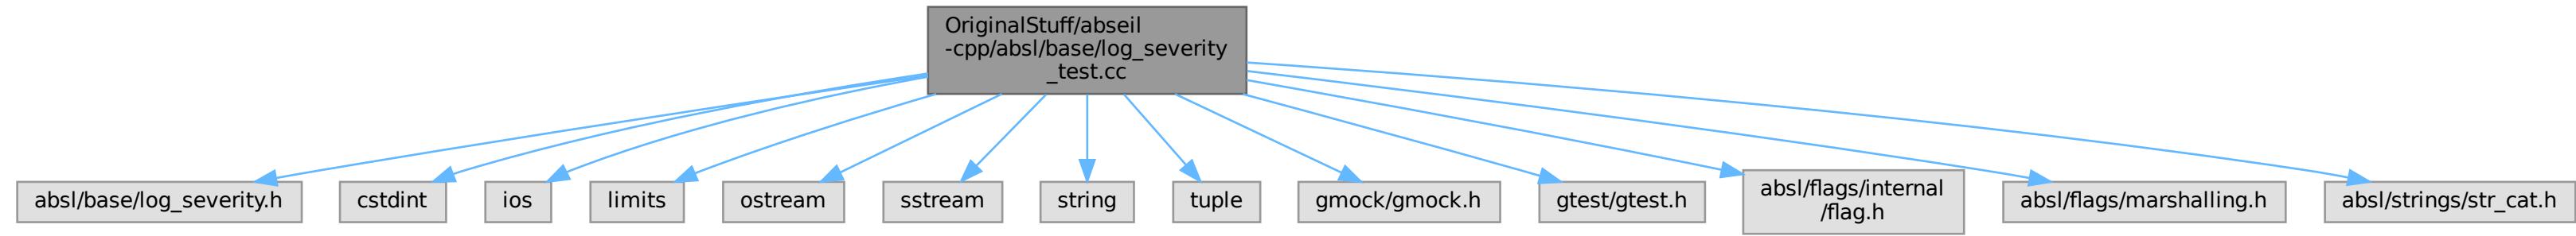 OriginalStuff/abseil
-cpp/absl/base/log_severity
_test.cc
absl/base/log_severity.h
cstdint
ios
limits
ostream
sstream
string
tuple
gmock/gmock.h
gtest/gtest.h
absl/flags/internal
/flag.h
absl/flags/marshalling.h
absl/strings/str_cat.h